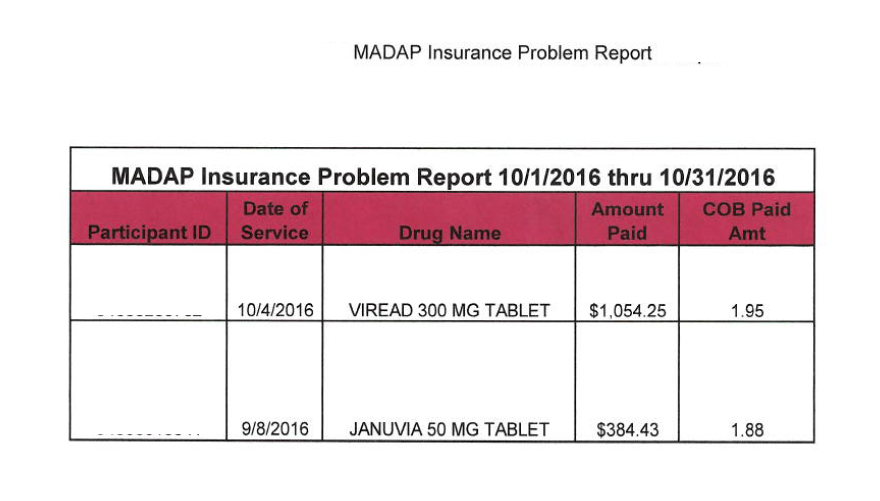 MADAP Insurance Problem Report
MADAP Insurance Problem Report 10/1/2016 thru 10/31/2016
Participant ID Date of Service Drug Name Amount Paid COB Paid Amt
10/4/2016 VIREAD 300 MG TABLET $1,054.25 1.95
9/8/2016 JANUVIA 50 MG TABLET $384.43 1.88